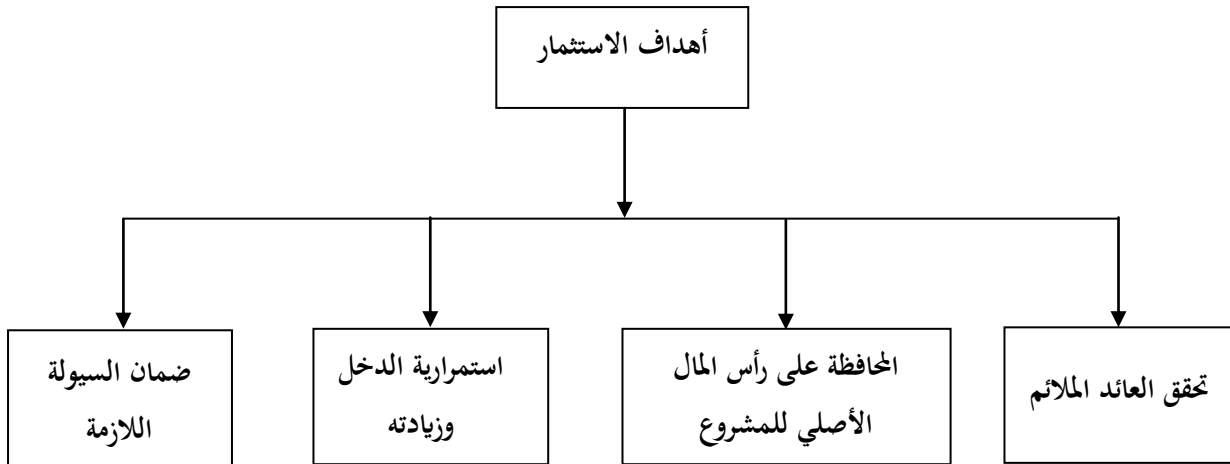 أهداف الاستثمار
تحقق العائد الملائم
المحافظة على رأس المال
الأصلي للمشروع
استمرارية الدخل
وزيادته
ضمان السيولة
اللازمة